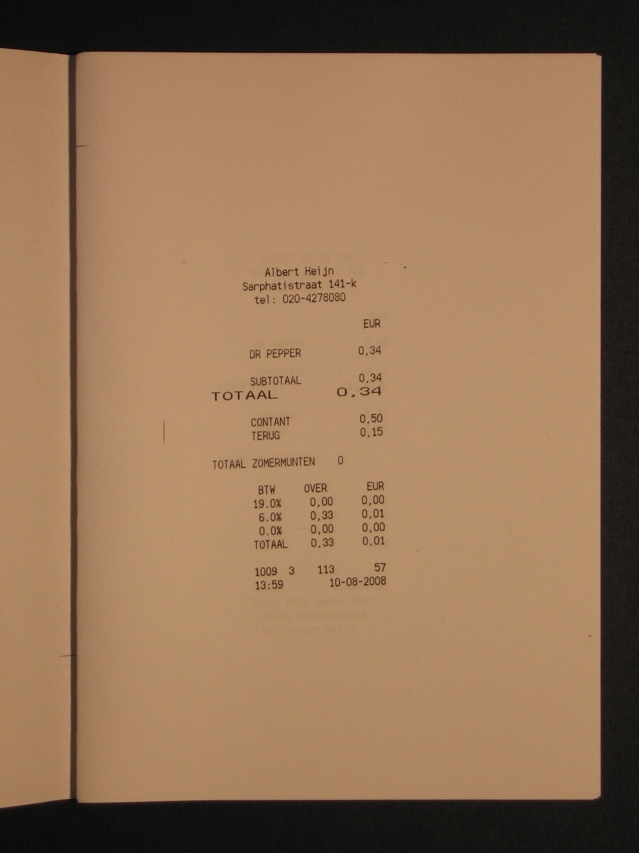 Albert Heijn
Sarphatistraat 141-k
tel: 020-4278080
EUR
DR PEPPER 0,34
SUBTOTAAL 0,34
TOTAAL 0,34
CONTANT 0,50
TERUG 0,15
TOTAAL ZOMERMUNTEN 0
BTW OVER EUR
19.0% 0,00 0,00
6.0% 0,33 0,01
0.0% 0,00 0,00
TOTAAL 0,33 0,01
1009 3 113 57
13:59 10-08-2008